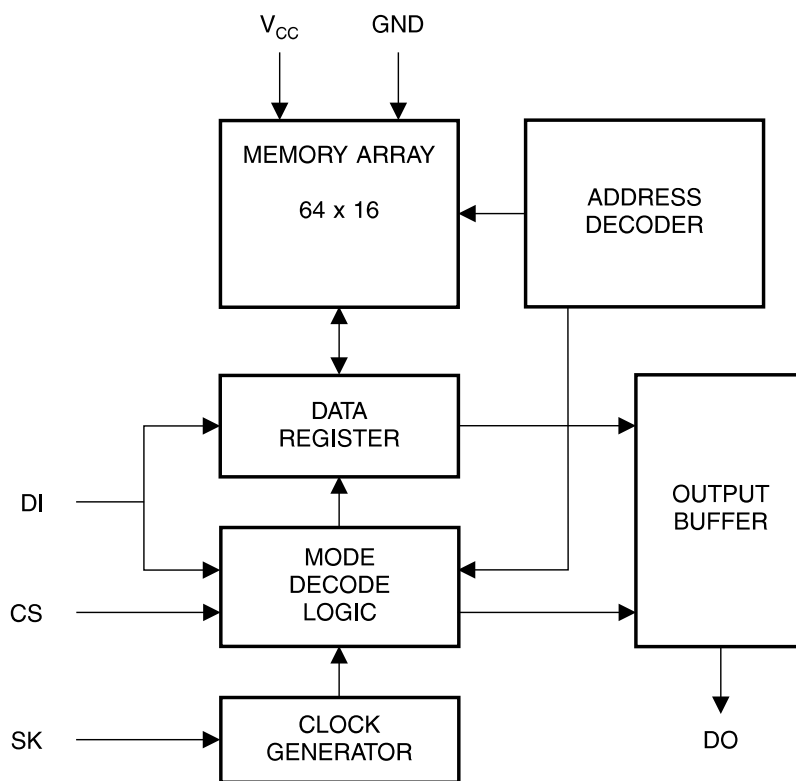 VCC
GND
MEMORY ARRAY
64 x 16
ADDRESS
DECODER
DATA
REGISTER
DI
OUTPUT
BUFFER
MODE
DECODE
LOGIC
CS
SK
CLOCK
GENERATOR
DO